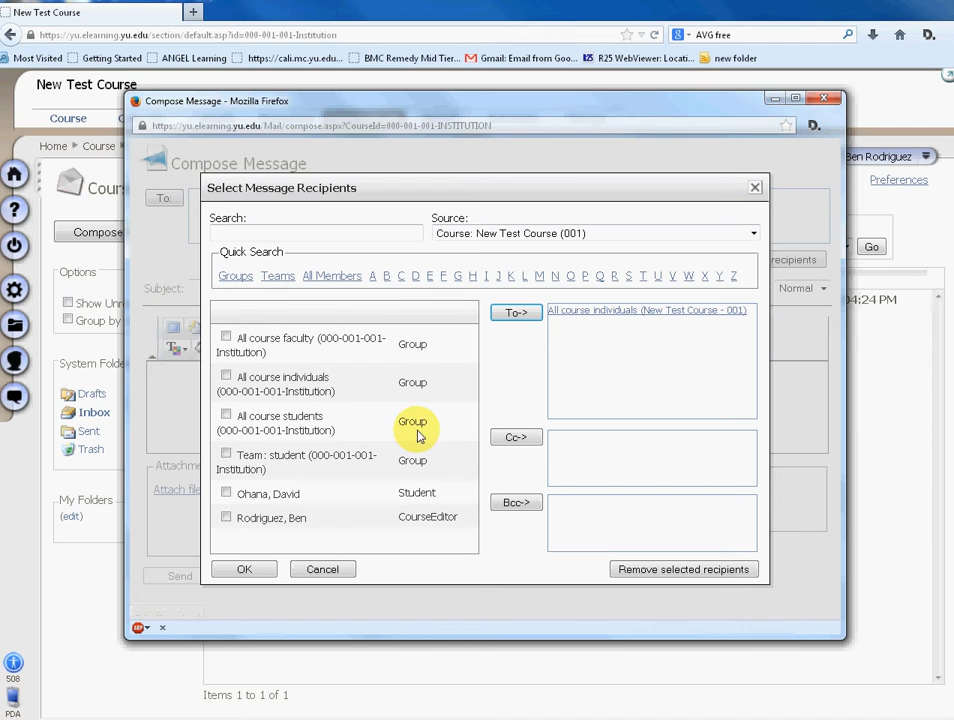 New Test Course
https://yu.elearning.yu.edu/section/default.asp?id=000-001-001-Institution
AVG free
Most Visited
Getting Started
ANGEL Learning
https://cali.mc.yu.edu...
BMC Remedy Mid Tier...
Gmail: Email from Goo...
R25 WebViewer: Locati...
new folder
New Test Course
Course
Home
Course
Ben Rodriguez
Preferences
Compose
Go
Options
Show Unr
Group by
04:24 PM
System Folder
Drafts
Inbox
Sent
Trash
My Folders
(edit)
508
PDA
Items 1 to 1 of 1
Compose Message - Mozilla Firefox
https://yu.elearning.yu.edu/Mail/compose.aspx?CourseId=000-001-001-INSTITUTION
Compose Message
To:
recipients
Subject:
Normal
Attachme
Attach file
Send
Select Message Recipients
Search:
Source:
Course: New Test Course (001)
Quick Search
Groups Teams All Members A B C D E F G H I J K L M N O P Q R S T U V W X Y Z
All course faculty (000-001-001-
Institution)
Group
All course individuals
(000-001-001-Institution)
Group
All course students
(000-001-001-Institution)
Group
Team: student (000-001-001-
Institution)
Group
Ohana, David
Student
Rodriguez, Ben
CourseEditor
To->
All course individuals (New Test Course - 001)
Cc->
Bcc->
OK
Cancel
Remove selected recipients